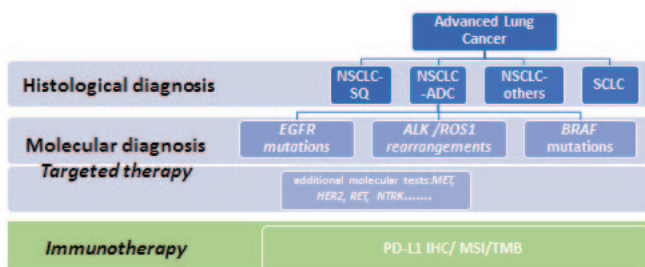 Advanced Lung
Cancer
Histological diagnosis
NSCLC-
SQ
NSCLC
-ADC
NSCLC-
others
SCLC
Molecular diagnosis
Targeted therapy
EGFR
mutations
ALK /ROS1
rearrangements
BRAF
mutations
additional molecular tests:MET,
HER2, RET, NTRK.......
Immunotherapy
PD-L1 IHC/ MSI/TMB